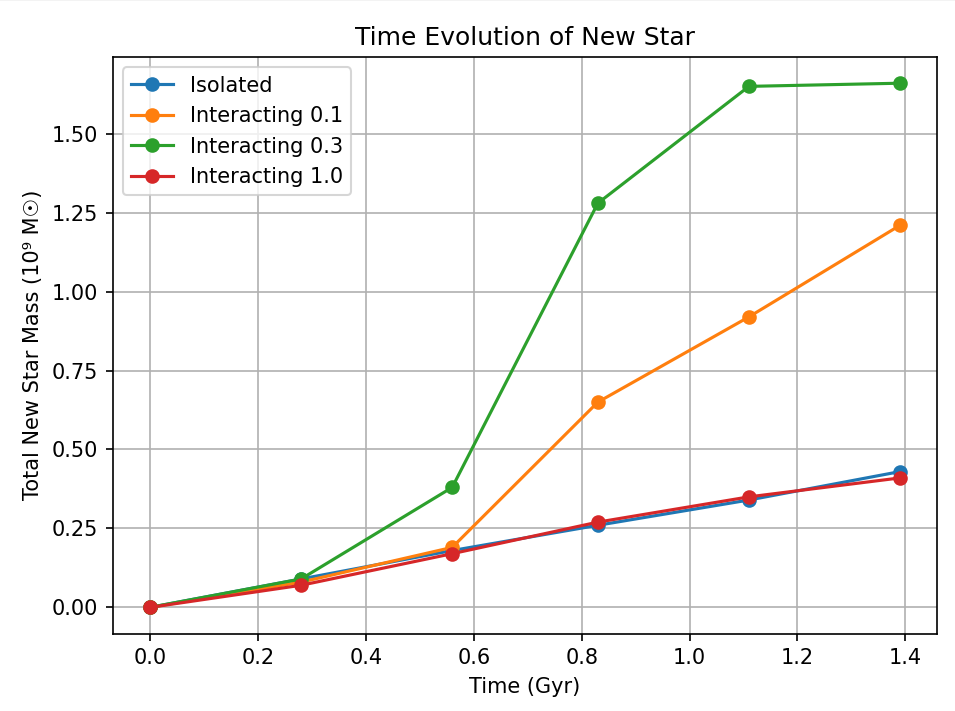 Time Evolution of New Star
Isolated
Interacting 0.1
Interacting 0.3
Interacting 1.0
Total New Star Mass (10⁹ M☉)
1.50
1.25
1.00
0.75
0.50
0.25
0.00
0.0 0.2 0.4 0.6 0.8 1.0 1.2 1.4
Time (Gyr)